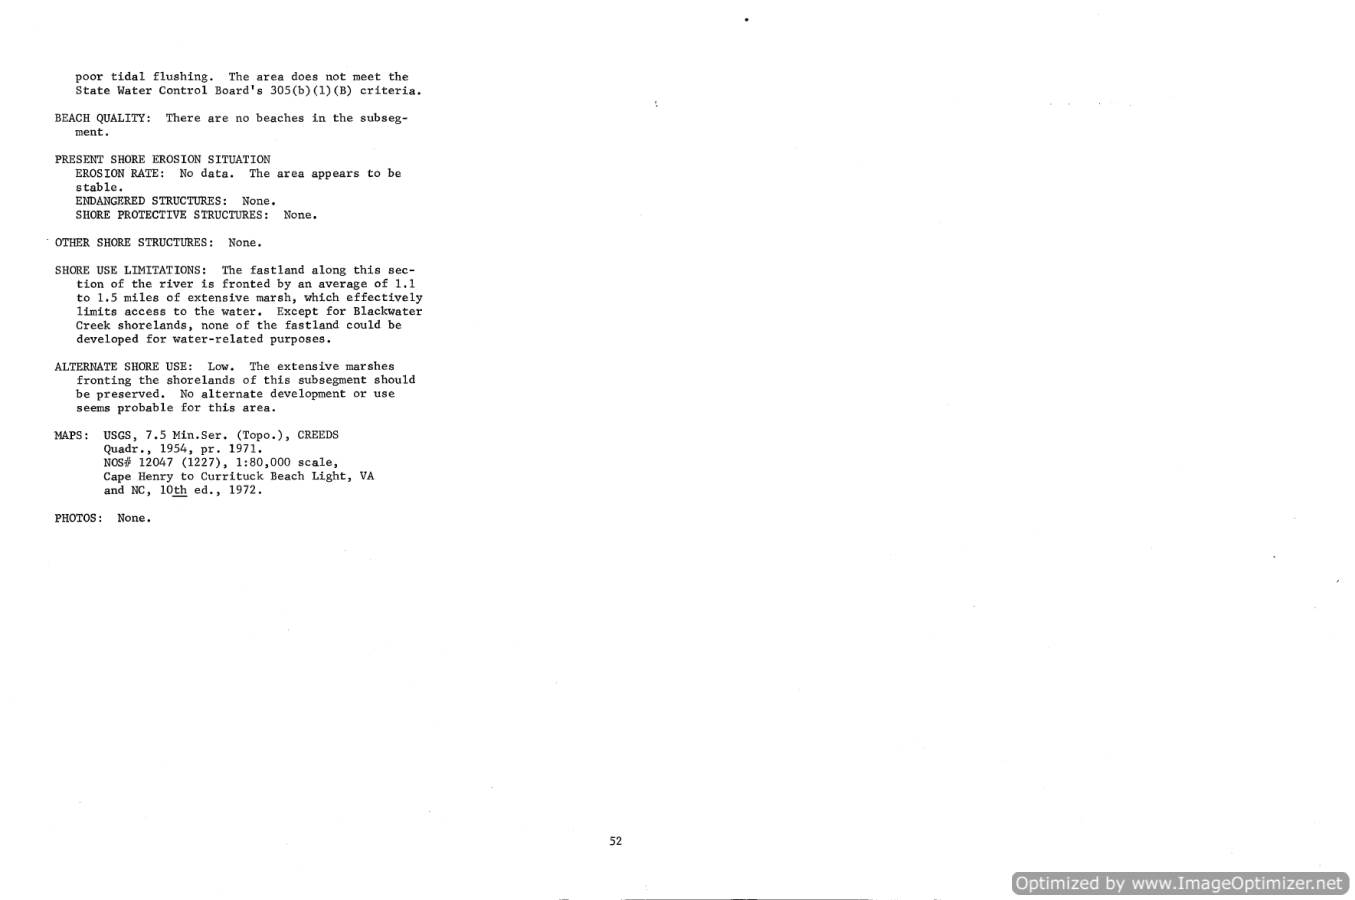 poor tidal flushing. The area does not meet the
State Water Control Board's 305(b)(1)(B) criteria.
BEACH QUALITY: There are no beaches in the subseg-
ment.
PRESENT SHORE EROSION SITUATION
EROSION RATE: No data. The area appears to be
stable.
ENDANGERED STRUCTURES: None.
SHORE PROTECTIVE STRUCTURES: None.
OTHER SHORE STRUCTURES: None.
SHORE USE LIMITATIONS: The fastland along this sec-
tion of the river is fronted by an average of 1.1
to 1.5 miles of extensive marsh, which effectively
limits access to the water. Except for Blackwater
Creek shorelands, none of the fastland could be
developed for water-related purposes.
ALTERNATE SHORE USE: Low. The extensive marshes
fronting the shorelands of this subsegment should
be preserved. No alternate development or use
seems probable for this area.
MAPS: USGS, 7.5 Min.Ser. (Topo.), CREEDS
Quadr., 1954, pr. 1971.
NOS# 12047 (1227), 1:80,000 scale,
Cape Henry to Currituck Beach Light, VA
and NC, 10th ed., 1972.
PHOTOS: None.
52
Optimized by www.ImageOptimizer.net